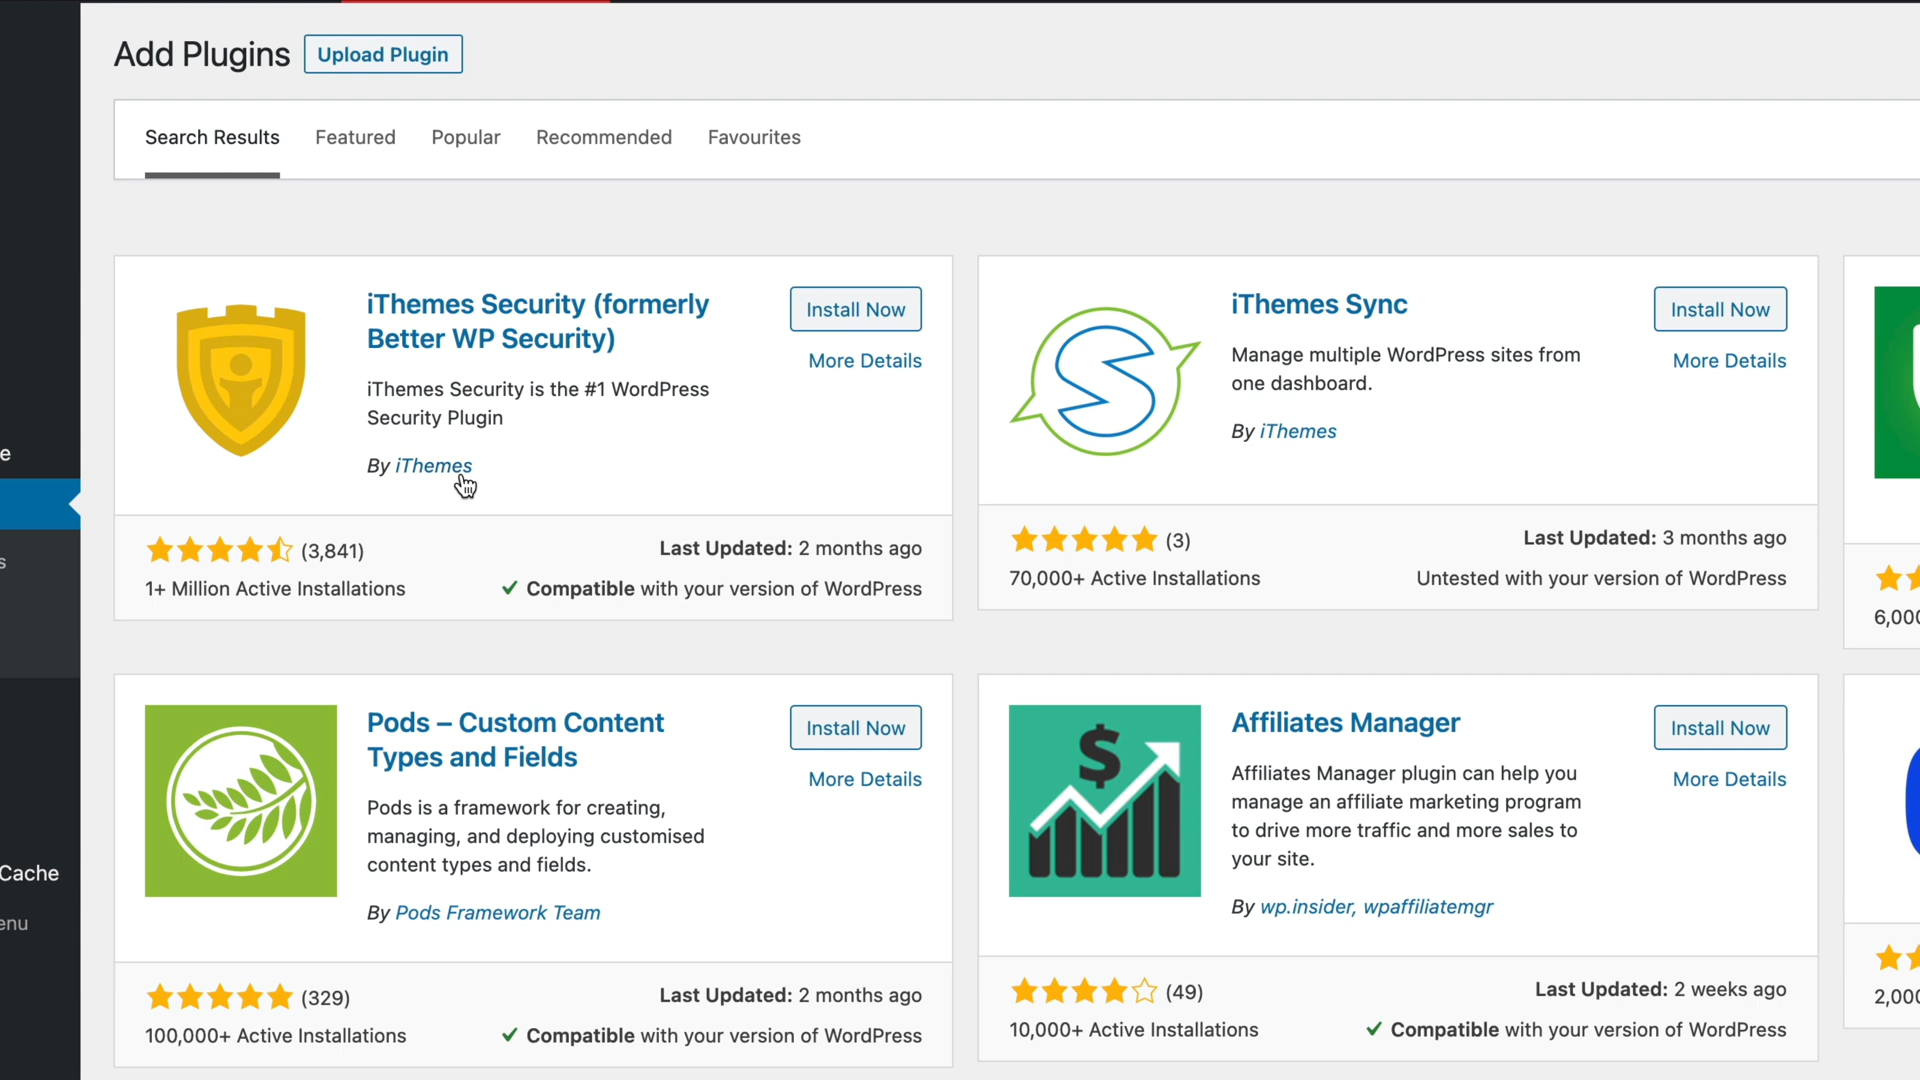 Add Plugins
Upload Plugin
Search Results
Featured
Popular
Recommended
Favourites
iThemes Security (formerly
Better WP Security)
Install Now
More Details
iThemes Security is the #1 WordPress
Security Plugin
By iThemes
(3,841)
Last Updated: 2 months ago
1+ Million Active Installations
Compatible with your version of WordPress
iThemes Sync
Install Now
More Details
Manage multiple WordPress sites from
one dashboard.
By iThemes
(3)
Last Updated: 3 months ago
70,000+ Active Installations
Untested with your version of WordPress
Pods – Custom Content
Types and Fields
Install Now
More Details
Pods is a framework for creating,
managing, and deploying customised
content types and fields.
By Pods Framework Team
(329)
Last Updated: 2 months ago
100,000+ Active Installations
Compatible with your version of WordPress
Affiliates Manager
Install Now
More Details
Affiliates Manager plugin can help you
manage an affiliate marketing program
to drive more traffic and more sales to
your site.
By wp.insider, wpaffiliatemgr
(49)
Last Updated: 2 weeks ago
10,000+ Active Installations
Compatible with your version of WordPress
Cache